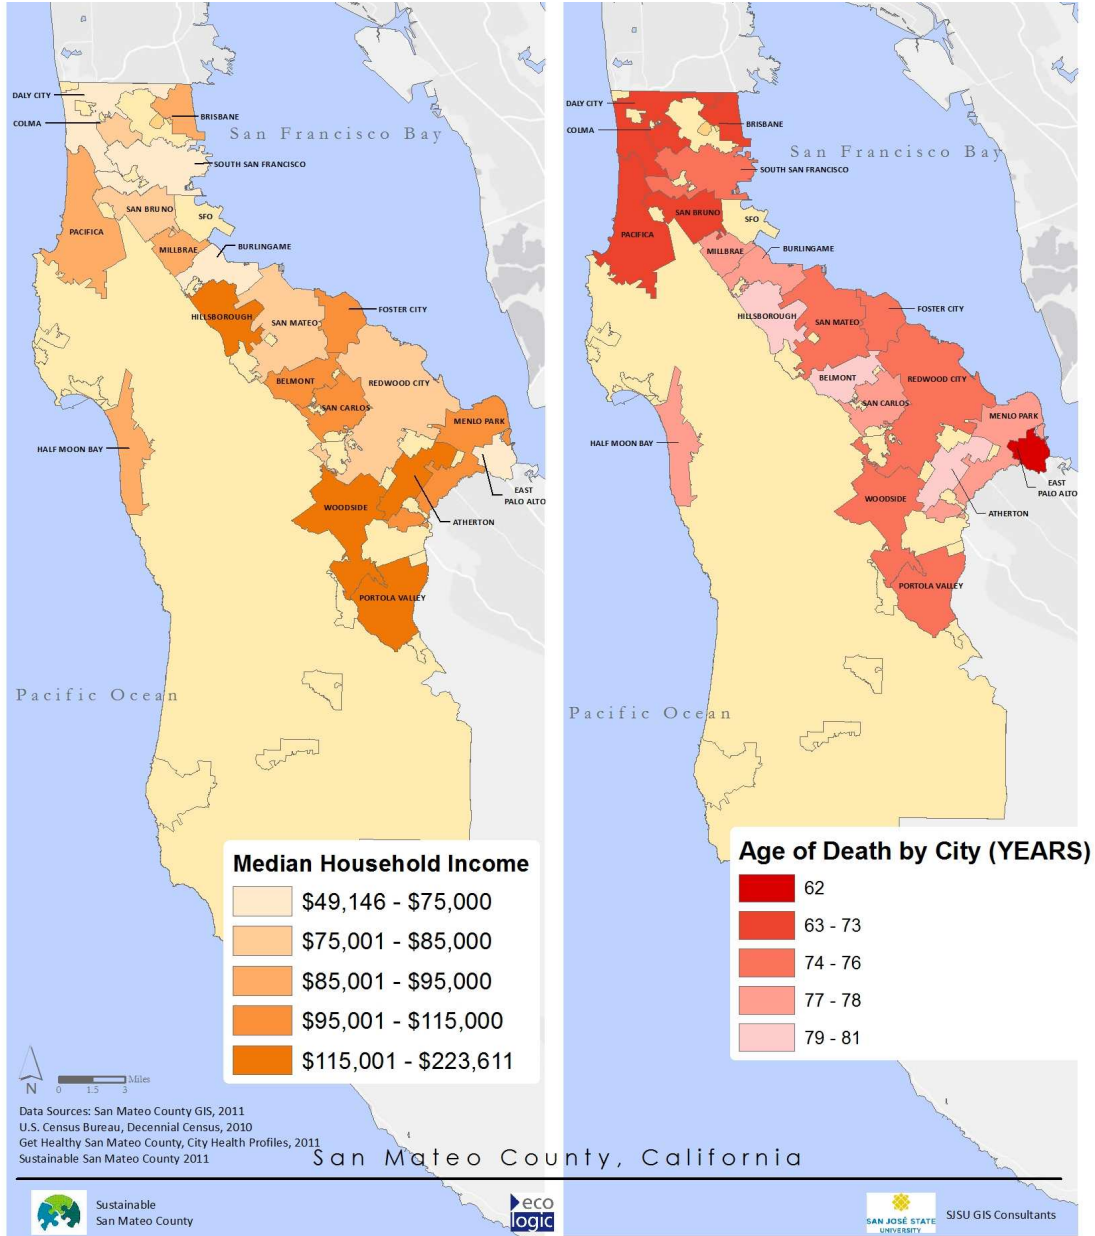 DALY CITY
COLMA
BRISBANE
San Francisco Bay
SOUTH SAN FRANCISCO
SAN BRUNO
SFO
PACIFICA
MILLBRAE
BURLINGAME
HILLSBOROUGH
SAN MATEO
FOSTER CITY
BELMONT
REDWOOD CITY
SAN CARLOS
MENLO PARK
HALF MOON BAY
EAST
PALO ALTO
WOODSIDE
ATHERTON
PORTOLA VALLEY
Pacific Ocean
Median Household Income
$49,146 - $75,000
$75,001 - $85,000
$85,001 - $95,000
$95,001 - $115,000
$115,001 - $223,611
N
Miles
0 1.5 3
Data Sources: San Mateo County GIS, 2011
U.S. Census Bureau, Decennial Census, 2010
Get Healthy San Mateo County, City Health Profiles, 2011
Sustainable San Mateo County 2011
DALY CITY
COLMA
BRISBANE
San Francisco Bay
SOUTH SAN FRANCISCO
SAN BRUNO
SFO
PACIFICA
MILLBRAE
BURLINGAME
HILLSBOROUGH
SAN MATEO
FOSTER CITY
BELMONT
REDWOOD CITY
SAN CARLOS
MENLO PARK
HALF MOON BAY
EAST
PALO ALTO
WOODSIDE
ATHERTON
PORTOLA VALLEY
Pacific Ocean
Age of Death by City (YEARS)
62
63 - 73
74 - 76
77 - 78
79 - 81
San Mateo County, California
Sustainable
San Mateo County
eco
logic
SAN JOSÉ STATE
UNIVERSITY
SJSU GIS Consultants